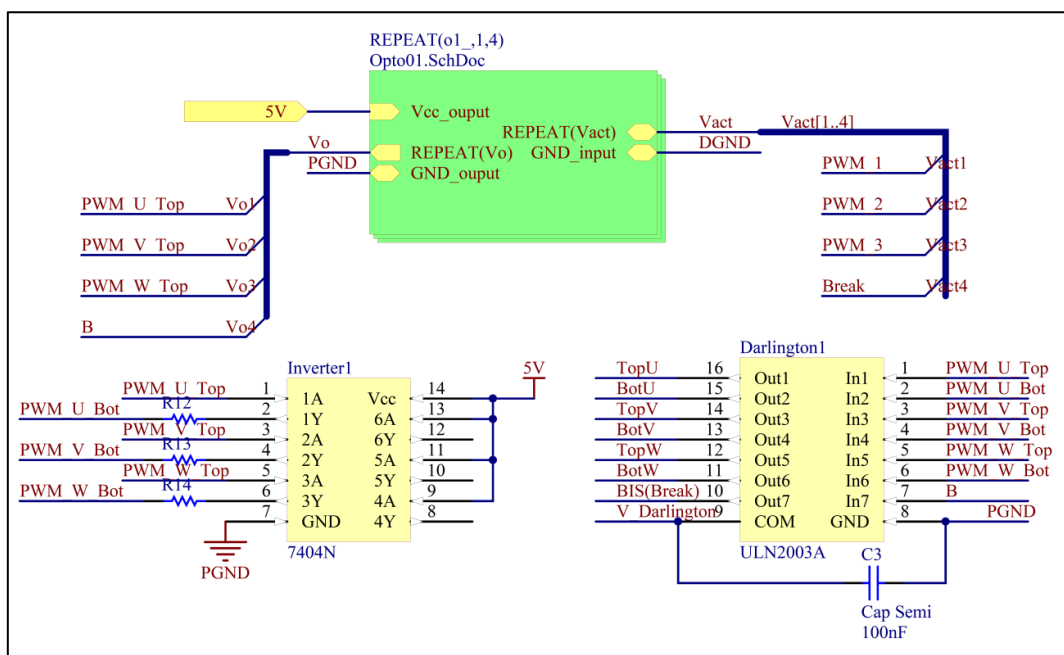 REPEAT(o1_,1,4)
Opto01.SchDoc
5V
Vcc_ouput
REPEAT(Vact)
Vact
Vact[1..4]
Vo
REPEAT(Vo)
GND_input
DGND
PGND
GND_ouput
PWM_1
Vact1
PWM_U_Top
Vo1
PWM_2
Vact2
PWM_V_Top
Vo2
PWM_3
Vact3
PWM_W_Top
Vo3
Break
Vact4
B
Vo4
Inverter1
5V
PWM_U_Top 1 1A Vcc 14
PWM_U_Bot R12 2 1Y 6A 13
PWM_V_Top 3 2A 6Y 12
PWM_V_Bot R13 4 2Y 5A 11
PWM_W_Top 5 3A 5Y 10
PWM_W_Bot R14 6 3Y 4A 9
7 GND 4Y 8
PGND
7404N
Darlington1
TopU 16 Out1 In1 1 PWM_U_Top
BotU 15 Out2 In2 2 PWM_U_Bot
TopV 14 Out3 In3 3 PWM_V_Top
BotV 13 Out4 In4 4 PWM_V_Bot
TopW 12 Out5 In5 5 PWM_W_Top
BotW 11 Out6 In6 6 PWM_W_Bot
BIS(Break) 10 Out7 In7 7 B
V_Darlington 9 COM GND 8 PGND
ULN2003A
C3
Cap Semi
100nF